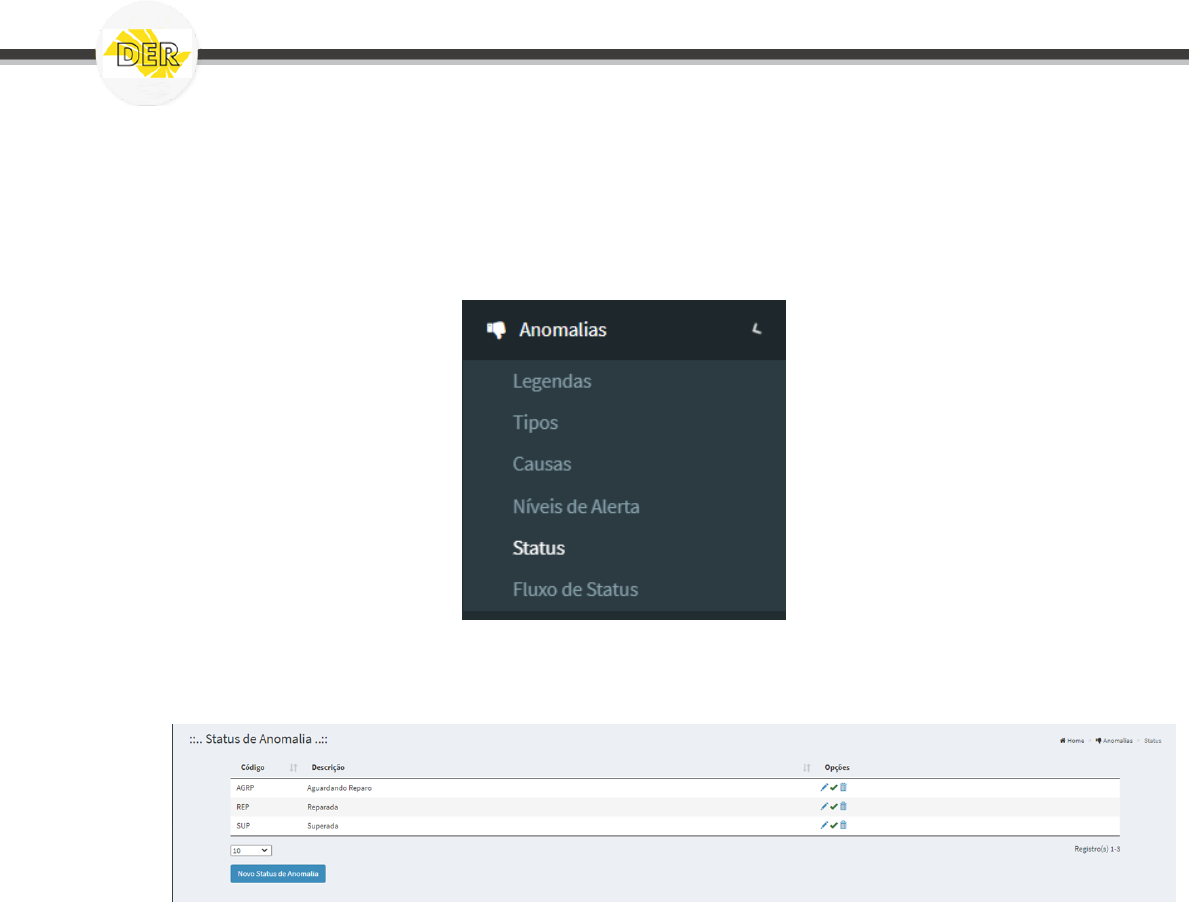 DER
Anomalias
Legendas
Tipos
Causas
Níveis de Alerta
Status
Fluxo de Status
::.. Status de Anomalia ..::
Home > Anomalias > Status
Código Descrição Opções
AGRP Aguardando Reparo
REP Reparada
SUP Superada
10
Registro(s) 1-3
Novo Status de Anomalia